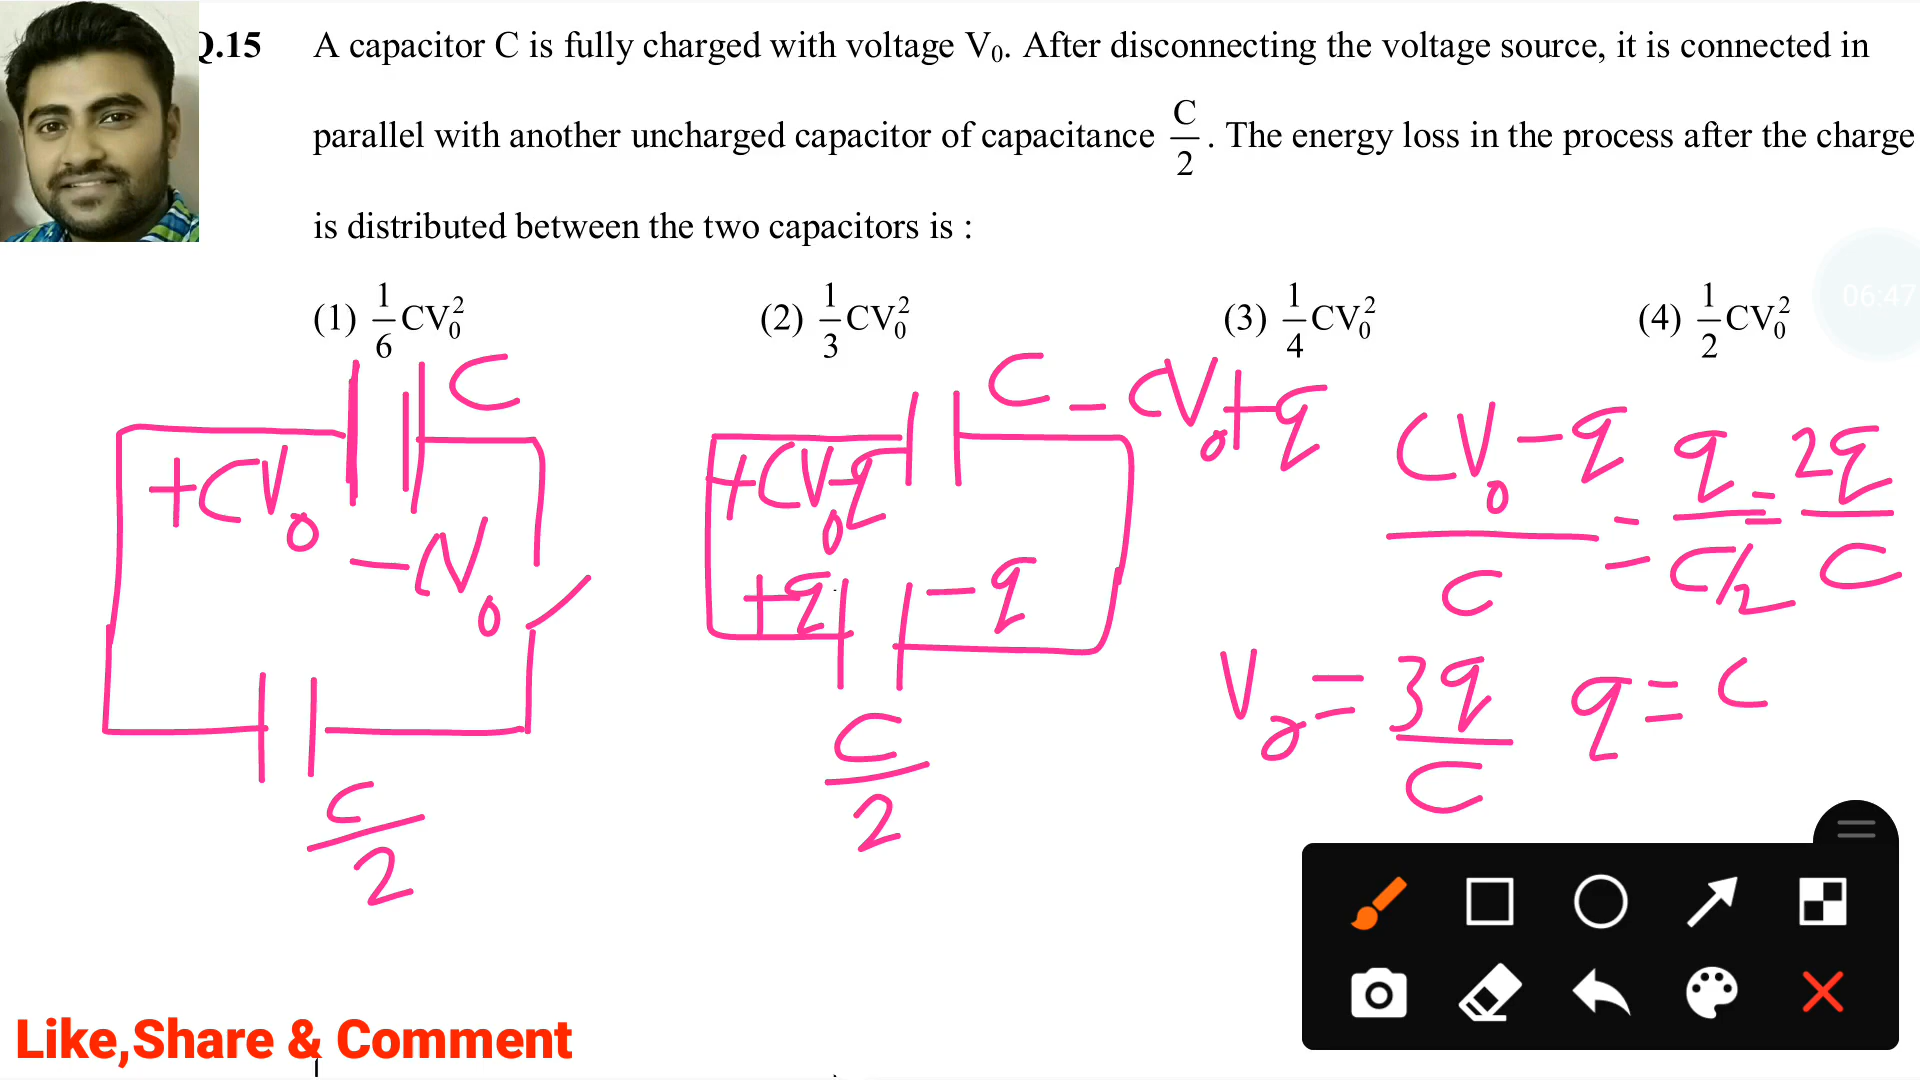 Q.15 A capacitor C is fully charged with voltage V₀. After disconnecting the voltage source, it is connected in
parallel with another uncharged capacitor of capacitance C/2. The energy loss in the process after the charge
is distributed between the two capacitors is :
(1) 1/6 CV₀² (2) 1/3 CV₀² (3) 1/4 CV₀² (4) 1/2 CV₀²
06:47
C
+CV₀
C/2
C
-CV₀+q
+CV₀-q
+q
-q
C/2
(CV₀-q)/C = q/(C/2) = 2q/C
V₀ = 3q/C q = C
Like,Share & Comment